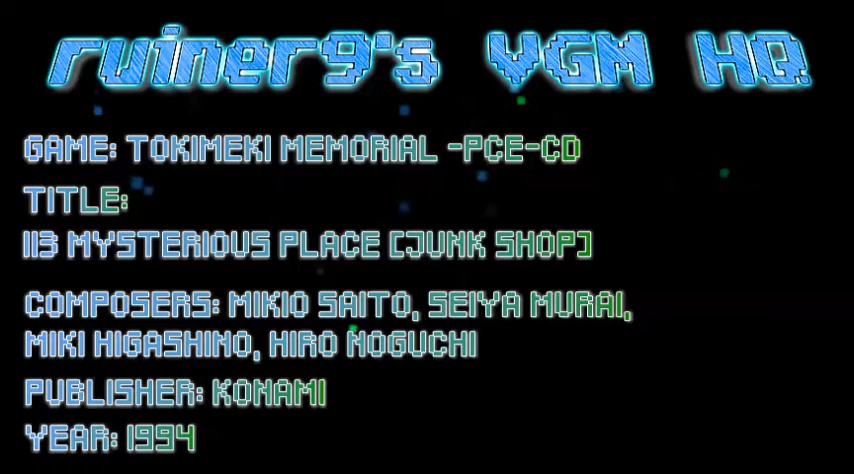 ruiner9's VGM HQ
GAME: TOKIMEKI MEMORIAL -PCE-CD
TITLE:
113 MYSTERIOUS PLACE [JUNK SHOP]
COMPOSERS: MIKIO SAITO, SEIYA MURAI,
MIKI HIGASHINO, HIRO NOGUCHI
PUBLISHER: KONAMI
YEAR: 1994